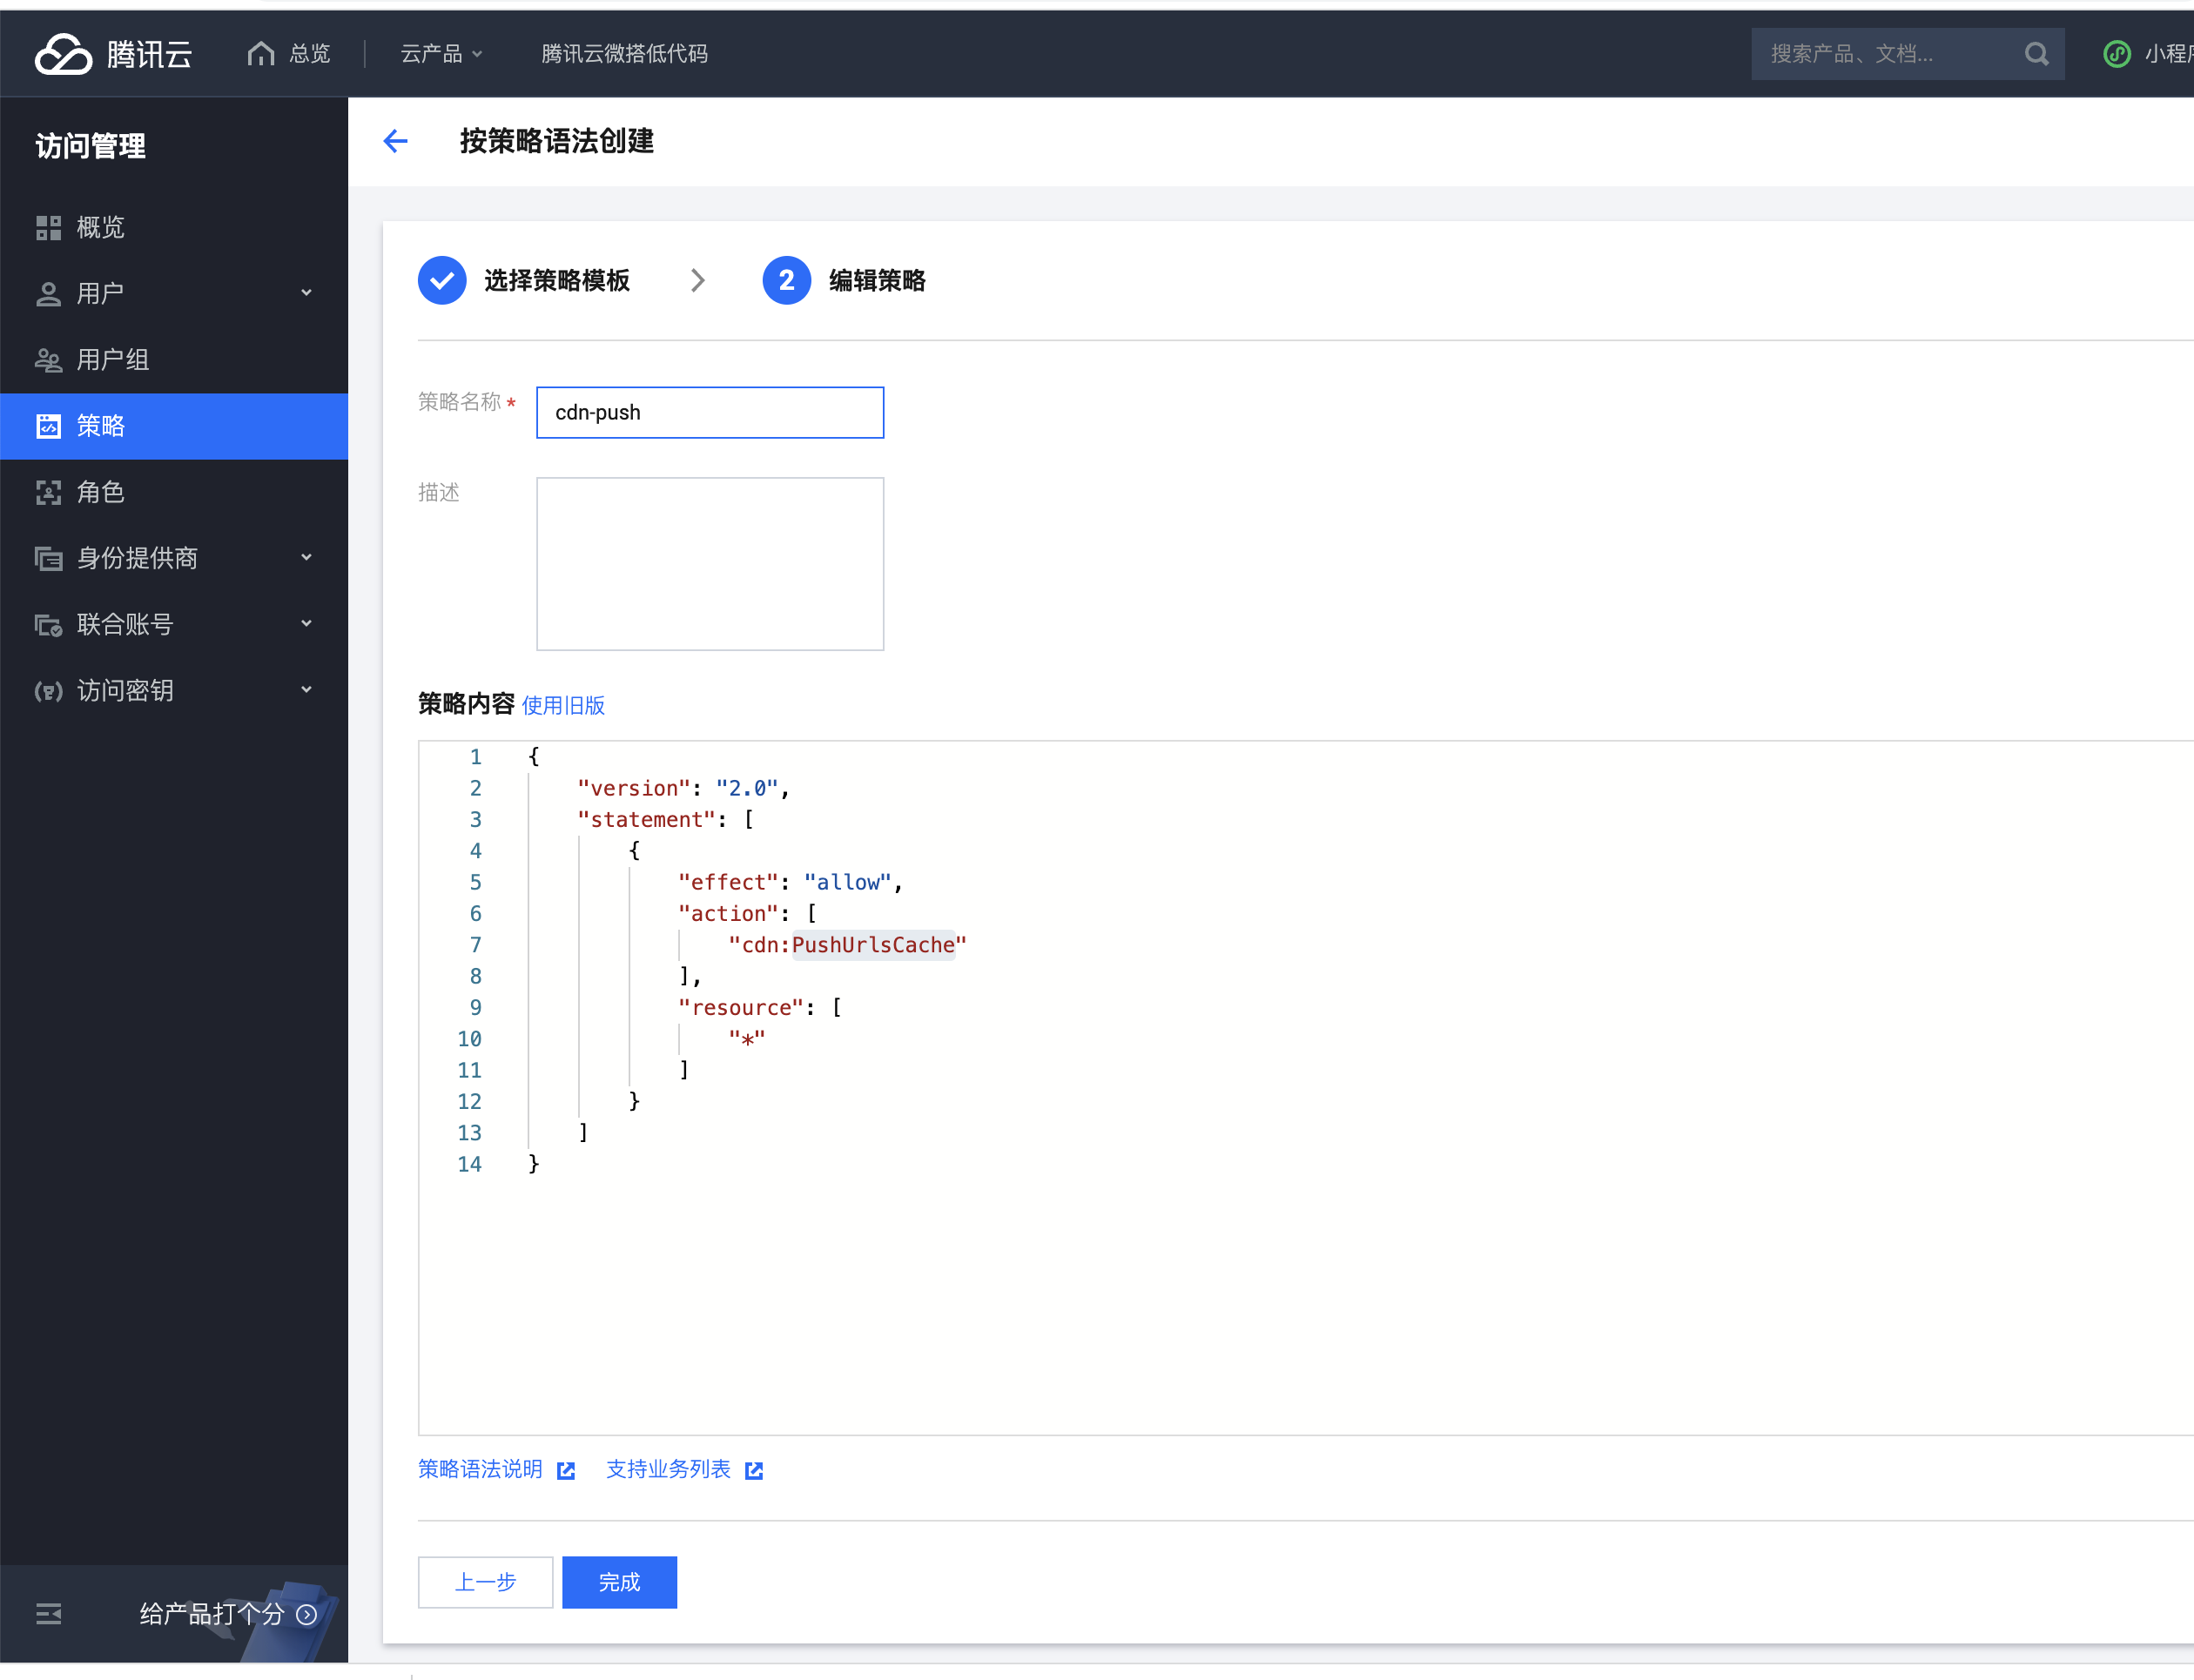 腾讯云 总览 云产品 腾讯云微搭低代码 搜索产品、文档... 小程
访问管理
概览
用户
用户组
策略
角色
身份提供商
联合账号
访问密钥
给产品打个分
按策略语法创建
选择策略模板 2 编辑策略
策略名称* cdn-push
描述
策略内容 使用旧版
1 {
2 "version": "2.0",
3 "statement": [
4 {
5 "effect": "allow",
6 "action": [
7 "cdn:PushUrlsCache"
8 ],
9 "resource": [
10 "*"
11 ]
12 }
13 ]
14 }
策略语法说明 支持业务列表
上一步 完成